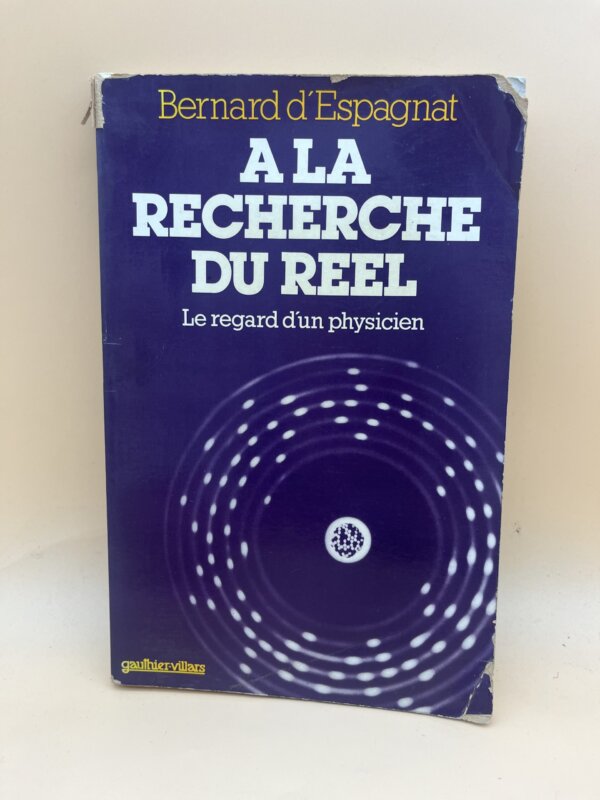 Bernard d'Espagnat
A LA
RECHERCHE
DU REEL
Le regard d'un physicien
gauthier-villars